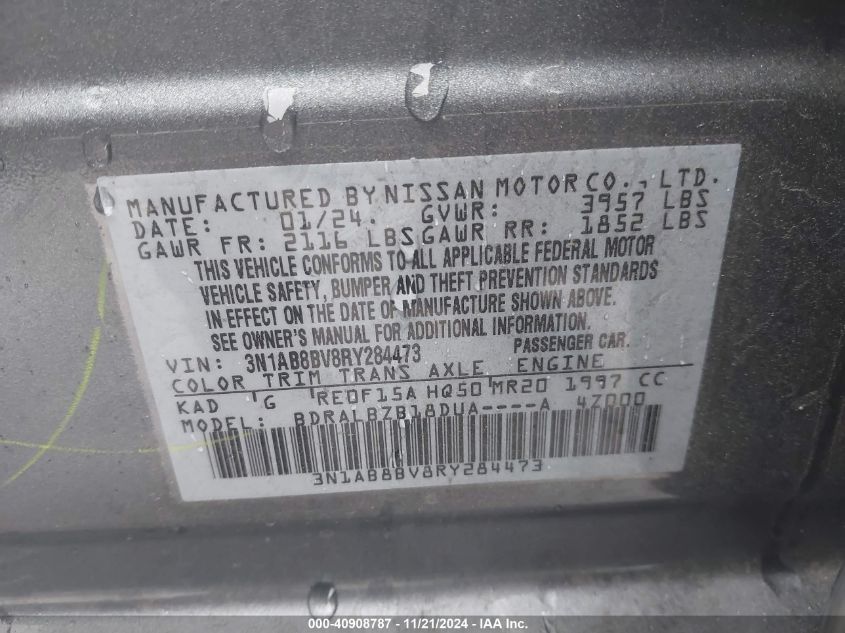 MANUFACTURED BY NISSAN MOTOR CO., LTD.
DATE: 01/24. GVWR: 3957 LBS
GAWR FR: 2116 LBS GAWR RR: 1852 LBS
THIS VEHICLE CONFORMS TO ALL APPLICABLE FEDERAL MOTOR
VEHICLE SAFETY, BUMPER AND THEFT PREVENTION STANDARDS
IN EFFECT ON THE DATE OF MANUFACTURE SHOWN ABOVE.
SEE OWNER'S MANUAL FOR ADDITIONAL INFORMATION.
VIN: 3N1AB8BV8RY284473 PASSENGER CAR.
COLOR TRIM TRANS AXLE ENGINE
KAD G RE0F15A HQ50 MR20 1997 CC
MODEL: BDRALBZB18DUA----A 4Z000
3N1AB8BV8RY284473
000-40908787 - 11/21/2024 - IAAI, Inc.